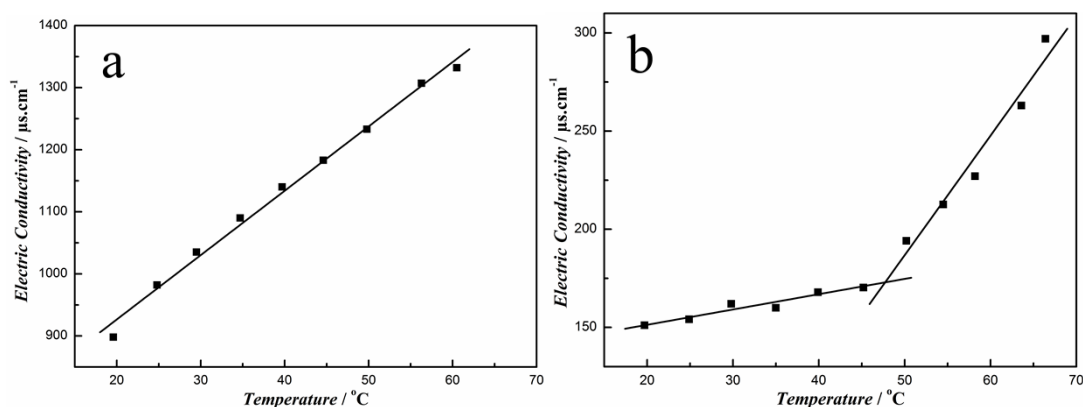 a
1400
1300
1200
1100
1000
900
Electric Conductivity / µs.cm⁻¹
20 30 40 50 60 70
Temperature / °C
b
300
250
200
150
Electric Conductivity / µs.cm⁻¹
20 30 40 50 60 70
Temperature / °C